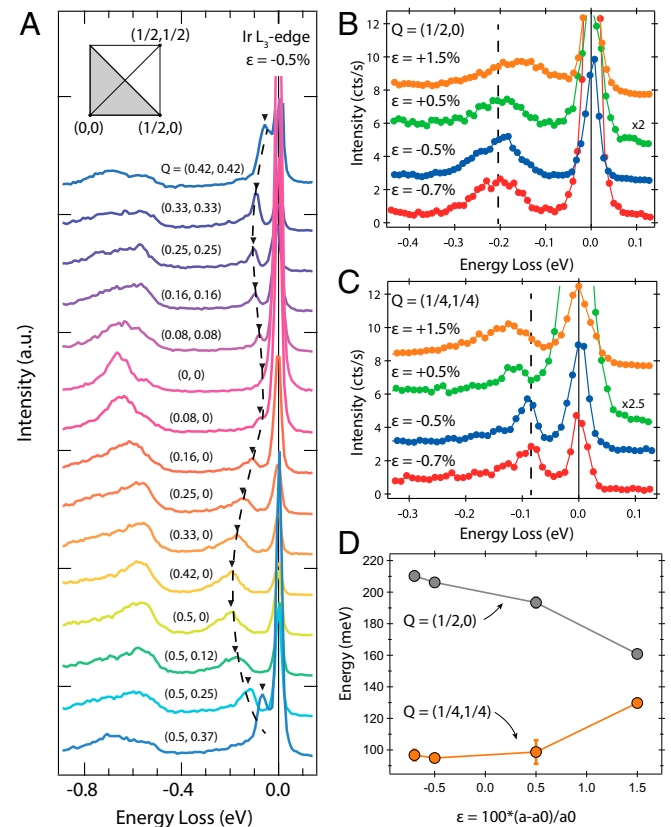 A
Ir L3-edge
ε = -0.5%
(1/2,1/2)
(0,0)
(1/2,0)
Q = (0.42, 0.42)
(0.33, 0.33)
(0.25, 0.25)
(0.16, 0.16)
(0.08, 0.08)
(0, 0)
(0.08, 0)
(0.16, 0)
(0.25, 0)
(0.33, 0)
(0.42, 0)
(0.5, 0)
(0.5, 0.12)
(0.5, 0.25)
(0.5, 0.37)
Intensity (a.u.)
-0.8 -0.4 0.0
Energy Loss (eV)
B
Q = (1/2,0)
ε = +1.5%
ε = +0.5%
x2
ε = -0.5%
ε = -0.7%
Intensity (cts/s)
12
10
8
6
4
2
0
-0.4 -0.3 -0.2 -0.1 0.0 0.1
Energy Loss (eV)
C
Q = (1/4,1/4)
ε = +1.5%
ε = +0.5%
x2.5
ε = -0.5%
ε = -0.7%
Intensity (cts/s)
12
8
4
0
-0.3 -0.2 -0.1 0.0 0.1
Energy Loss (eV)
D
Energy (meV)
220
200
180
160
140
120
100
Q = (1/2,0)
Q = (1/4,1/4)
-0.5 0.0 0.5 1.0 1.5
ε = 100*(a-a0)/a0